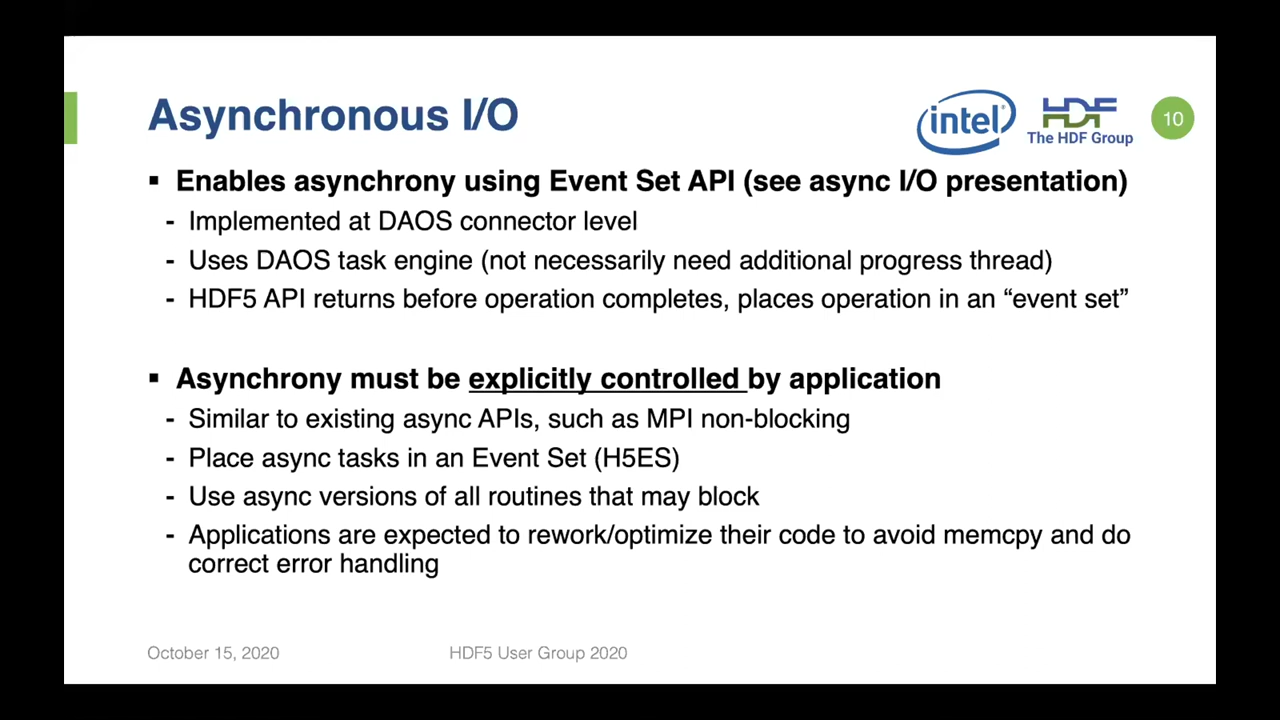 Asynchronous I/O
intel
HDF
The HDF Group
10
▪ Enables asynchrony using Event Set API (see async I/O presentation)
- Implemented at DAOS connector level
- Uses DAOS task engine (not necessarily need additional progress thread)
- HDF5 API returns before operation completes, places operation in an “event set”
▪ Asynchrony must be explicitly controlled by application
- Similar to existing async APIs, such as MPI non-blocking
- Place async tasks in an Event Set (H5ES)
- Use async versions of all routines that may block
- Applications are expected to rework/optimize their code to avoid memcpy and do
correct error handling
October 15, 2020
HDF5 User Group 2020